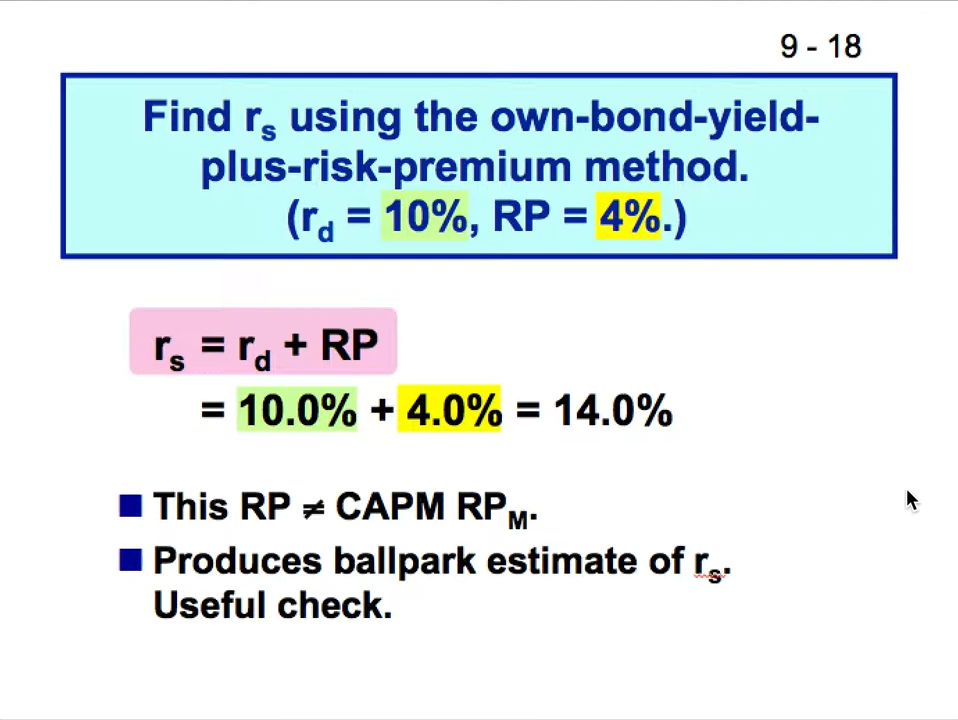 9 - 18
Find rs using the own-bond-yield-
plus-risk-premium method.
(rd = 10%, RP = 4%.)
rs = rd + RP
= 10.0% + 4.0% = 14.0%
This RP ≠ CAPM RPM.
Produces ballpark estimate of rs.
Useful check.